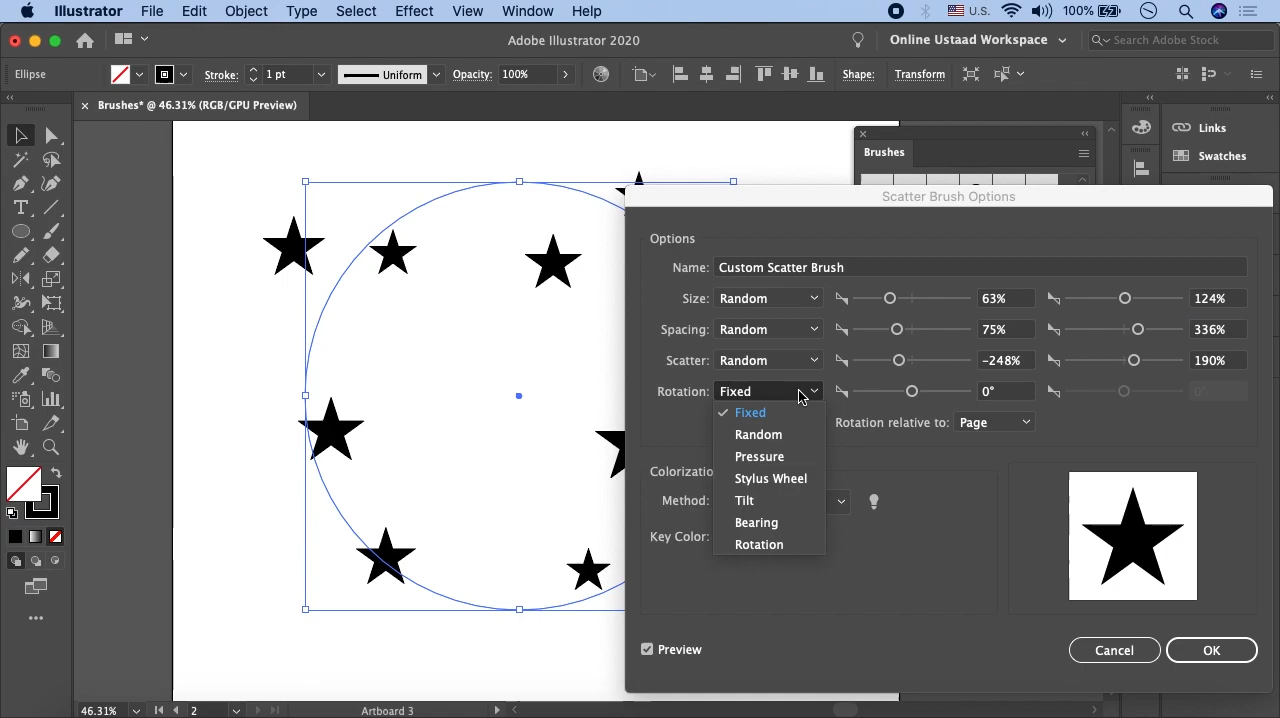 Illustrator File Edit Object Type Select Effect View Window Help U.S. 100%
Adobe Illustrator 2020 Online Ustaad Workspace Search Adobe Stock
Ellipse Stroke: 1 pt Uniform Opacity: 100% Shape: Transform
Brushes* @ 46.31% (RGB/GPU Preview)
Links
Brushes
Swatches
Scatter Brush Options
Options
Name: Custom Scatter Brush
Size: Random 63% 124%
Spacing: Random 75% 336%
Scatter: Random -248% 190%
Rotation: Fixed 0° 0°
Fixed
Rotation relative to: Page
Random
Pressure
Colorizatio
Stylus Wheel
Method:
Tilt
Bearing
Key Color:
Rotation
Preview
Cancel OK
46.31% 2 Artboard 3